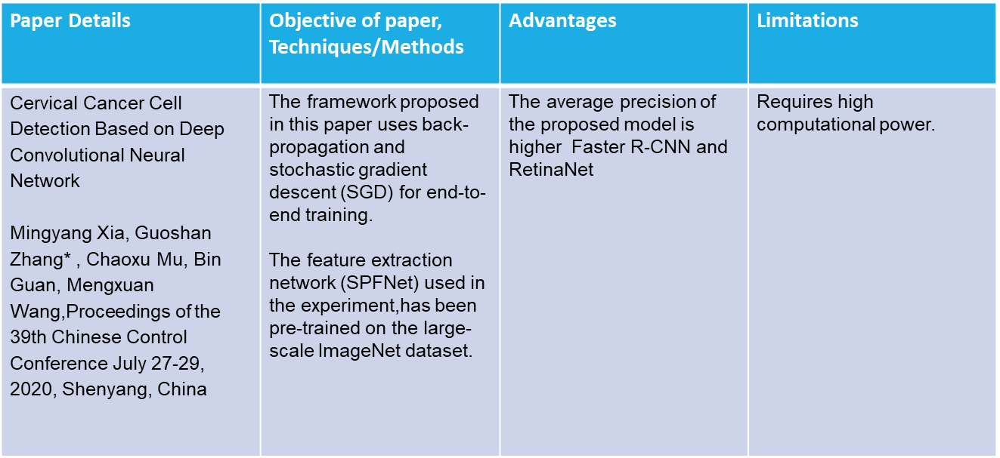 Paper Details
Objective of paper,
Techniques/Methods
Advantages
Limitations
Cervical Cancer Cell
Detection Based on Deep
Convolutional Neural
Network
Mingyang Xia, Guoshan
Zhang* , Chaoxu Mu, Bin
Guan, Mengxuan
Wang,Proceedings of the
39th Chinese Control
Conference July 27-29,
2020, Shenyang, China
The framework proposed
in this paper uses back-
propagation and
stochastic gradient
descent (SGD) for end-to-
end training.
The feature extraction
network (SPFNet) used in
the experiment,has been
pre-trained on the large-
scale ImageNet dataset.
The average precision of
the proposed model is
higher  Faster R-CNN and
RetinaNet
Requires high
computational power.